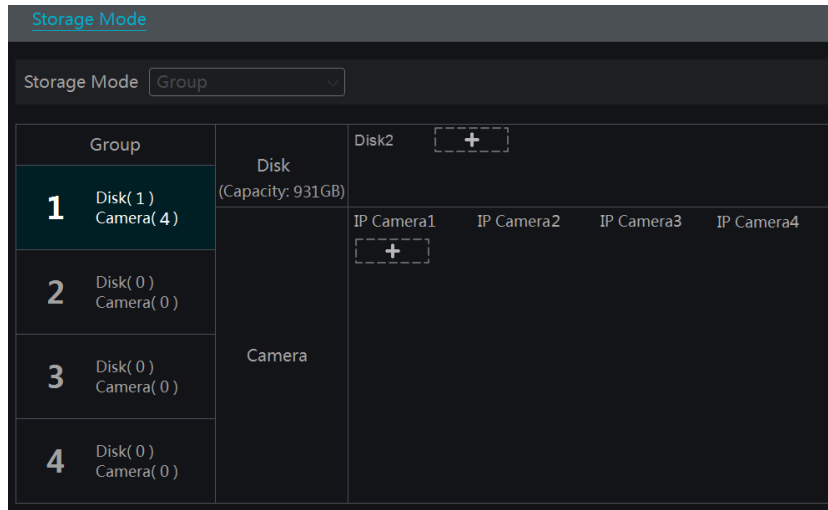 Storage Mode
Storage Mode Group
Group
1
Disk( 1 )
Camera( 4 )
2
Disk( 0 )
Camera( 0 )
3
Disk( 0 )
Camera( 0 )
4
Disk( 0 )
Camera( 0 )
Disk
(Capacity: 931GB)
Disk2 +
Camera
IP Camera1 IP Camera2 IP Camera3 IP Camera4
+